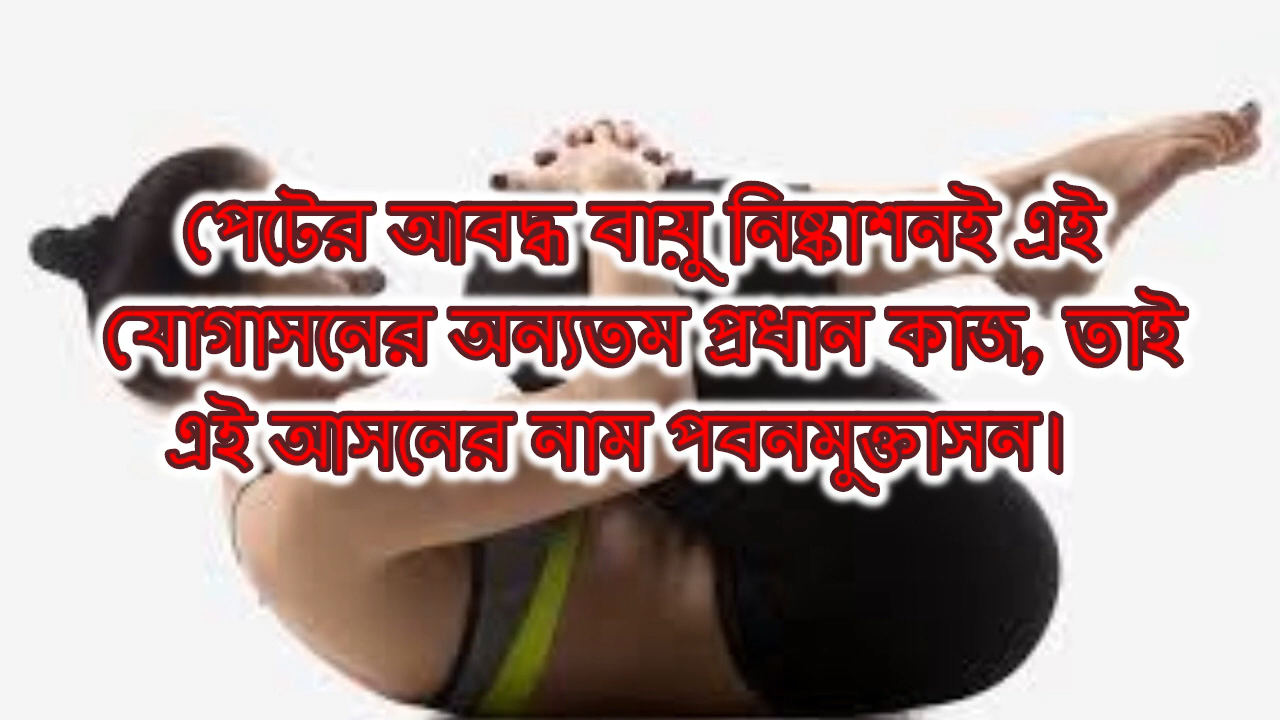 পেটের আবদ্ধ বায়ু নিষ্কাশনই এই
যোগাসনের অন্যতম প্রধান কাজ, তাই
এই আসনের নাম পবনমুক্তাসন।